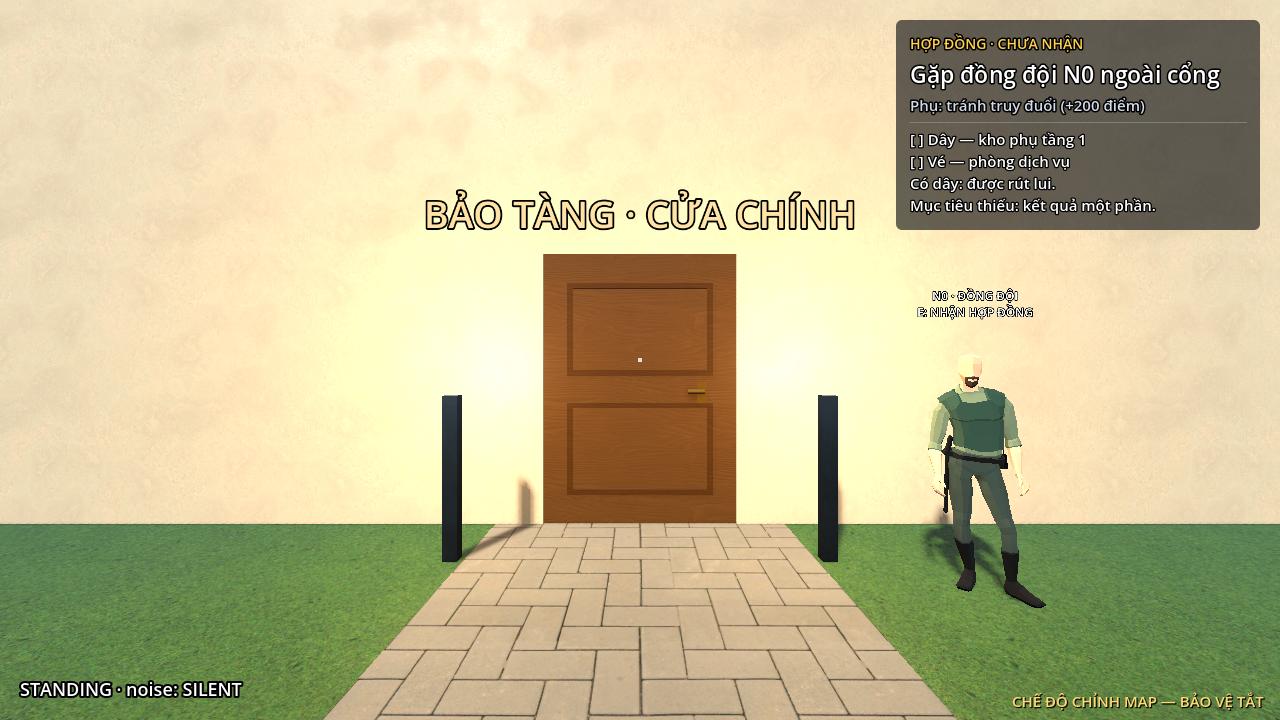 HỢP ĐỒNG · CHƯA NHẬN
Gặp đồng đội N0 ngoài cổng
Phụ: tránh truy đuổi (+200 điểm)
[ ] Dây — kho phụ tầng 1
[ ] Vé — phòng dịch vụ
Có dây: được rút lui.
Mục tiêu thiếu: kết quả một phần.
BẢO TÀNG · CỬA CHÍNH
N0 · ĐỒNG ĐỘI
E: NHẬN HỢP ĐỒNG
STANDING · noise: SILENT
CHẾ ĐỘ CHỈNH MAP — BẢO VỆ TẮT